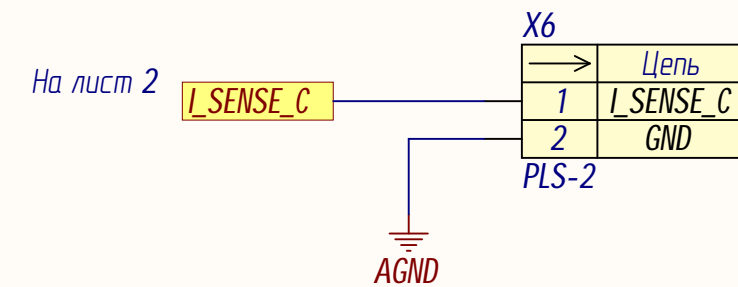 X6
Цепь
На лист 2
I_SENSE_C
1 I_SENSE_C
2 GND
PLS-2
AGND